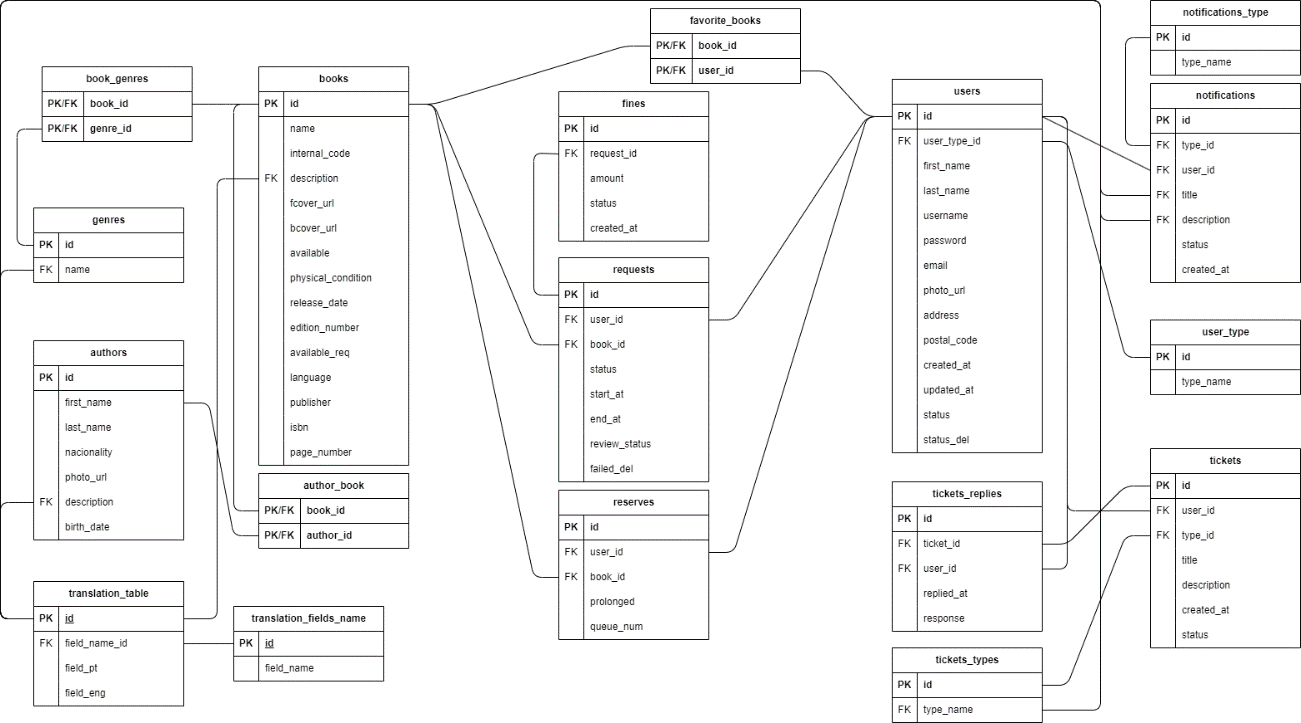 book_genres
PK/FK book_id
PK/FK genre_id
genres
PK id
FK name
authors
PK id
first_name
last_name
nacionality
photo_url
FK description
birth_date
translation_table
PK id
FK field_name_id
field_pt
field_eng
books
PK id
name
internal_code
FK description
fcover_url
bcover_url
available
physical_condition
release_date
edition_number
available_req
language
publisher
isbn
page_number
author_book
PK/FK book_id
PK/FK author_id
translation_fields_name
PK id
field_name
favorite_books
PK/FK book_id
PK/FK user_id
fines
PK id
FK request_id
amount
status
created_at
requests
PK id
FK user_id
FK book_id
status
start_at
end_at
review_status
failed_del
reserves
PK id
FK user_id
FK book_id
prolonged
queue_num
users
PK id
FK user_type_id
first_name
last_name
username
password
email
photo_url
address
postal_code
created_at
updated_at
status
status_del
tickets_replies
PK id
FK ticket_id
FK user_id
replied_at
response
tickets_types
PK id
FK type_name
notifications_type
PK id
type_name
notifications
PK id
FK type_id
FK user_id
FK title
FK description
status
created_at
user_type
PK id
type_name
tickets
PK id
FK user_id
FK type_id
title
description
created_at
status